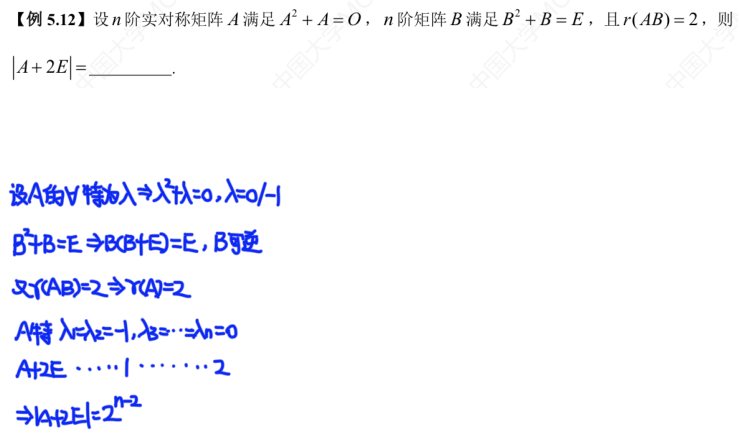 【例 5.12】设 n 阶实对称矩阵 A 满足 A² + A = O，n 阶矩阵 B 满足 B² + B = E，且 r(AB) = 2，则
|A + 2E| = ________.
设A的∀特为λ⇒λ²+λ=0,λ=0/-1
B²+B=E⇒B(B+E)=E,B可逆
又r(AB)=2⇒r(A)=2
A特 λ₁=λ₂=-1,λ₃=…=λₙ=0
A+2E ·····1·······2
⇒|A+2E|=2ⁿ⁻²